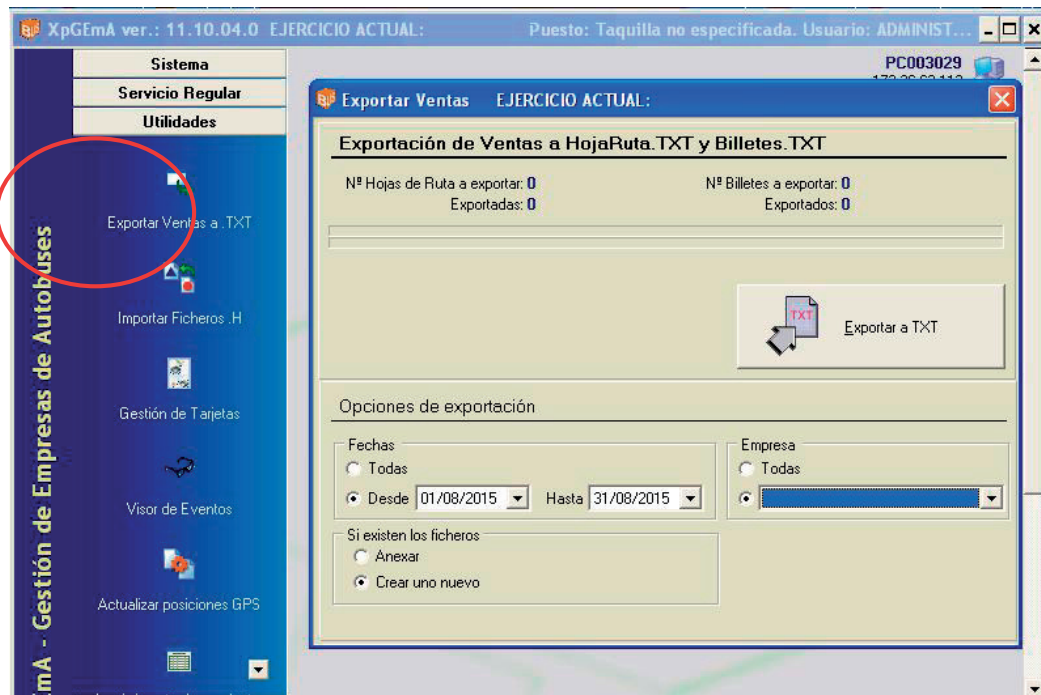 XpGEmA ver.: 11.10.04.0 EJERCICIO ACTUAL: Puesto: Taquilla no especificada. Usuario: ADMINIST...
Sistema
Servicio Regular
Utilidades
Exportar Ventas a .TXT
Importar Ficheros .H
Gestión de Tarjetas
Visor de Eventos
Actualizar posiciones GPS
EmA - Gestión de Empresas de Autobuses
PC003029
Exportar Ventas EJERCICIO ACTUAL:
Exportación de Ventas a HojaRuta.TXT y Billetes.TXT
Nº Hojas de Ruta a exportar: 0 Nº Billetes a exportar: 0
Exportadas: 0 Exportados: 0
TXT
Exportar a TXT
Opciones de exportación
Fechas
Todas
Desde 01/08/2015 Hasta 31/08/2015
Empresa
Todas
Si existen los ficheros
Anexar
Crear uno nuevo